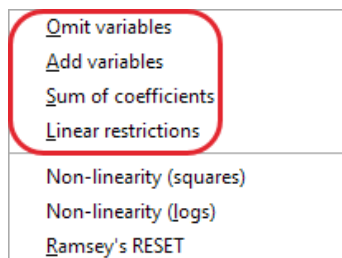 Omit variables
Add variables
Sum of coefficients
Linear restrictions
Non-linearity (squares)
Non-linearity (logs)
Ramsey's RESET